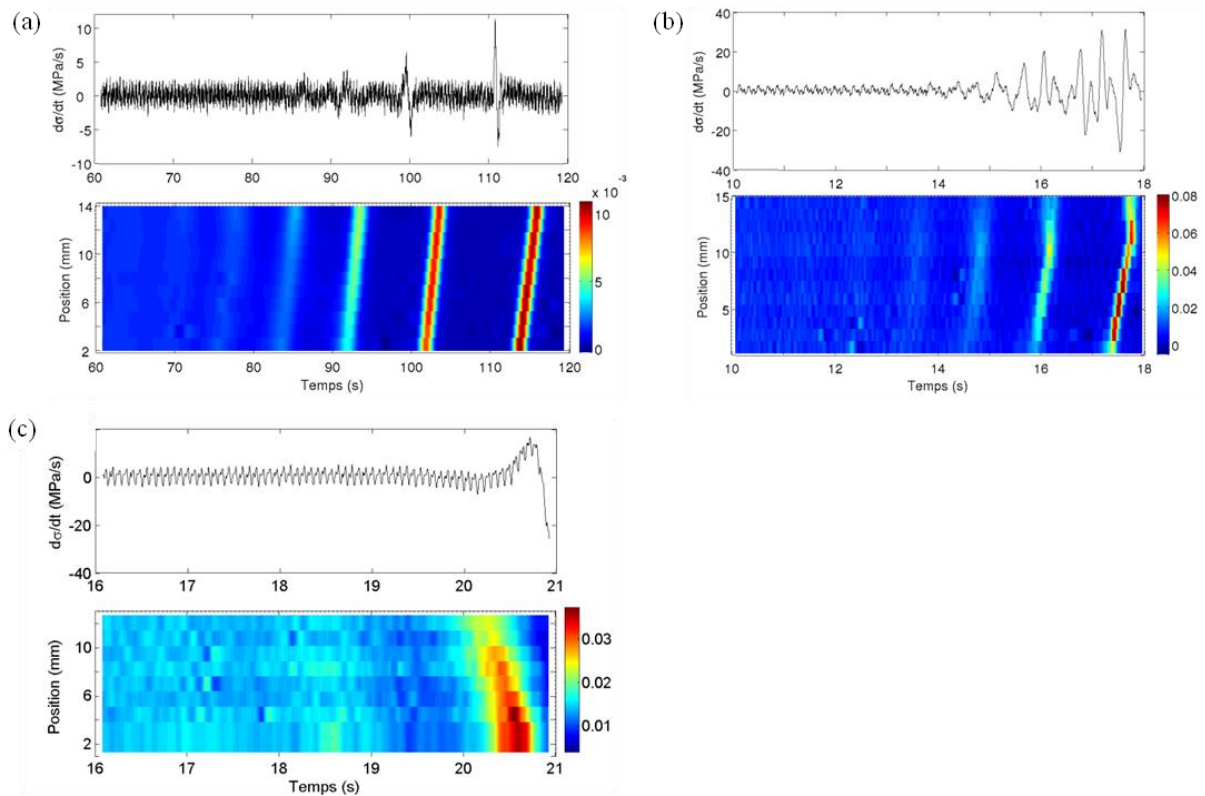 (a)
dσ/dt (MPa/s)
10
5
0
-5
-10
60 70 80 90 100 110 120
x 10
-3
Position (mm)
14
10
6
2
10
8
6
4
2
0
60 70 80 90 100 110 120
Temps (s)
(b)
dσ/dt (MPa/s)
40
20
0
-20
-40
10 12 14 16 18
Position (mm)
15
10
5
0.08
0.06
0.04
0.02
0
10 12 14 16 18
Temps (s)
(c)
dσ/dt (MPa/s)
0
-20
-40
16 17 18 19 20 21
Position (mm)
10
6
2
0.03
0.02
0.01
16 17 18 19 20 21
Temps (s)